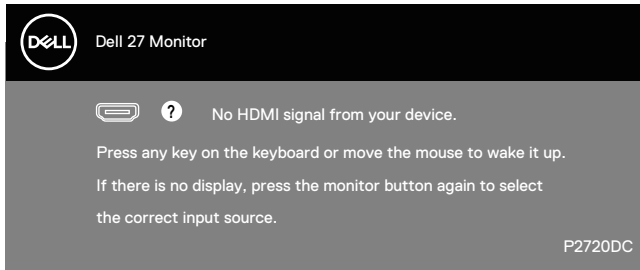 DELL
Dell 27 Monitor
? No HDMI signal from your device.
Press any key on the keyboard or move the mouse to wake it up.
If there is no display, press the monitor button again to select
the correct input source.
P2720DC